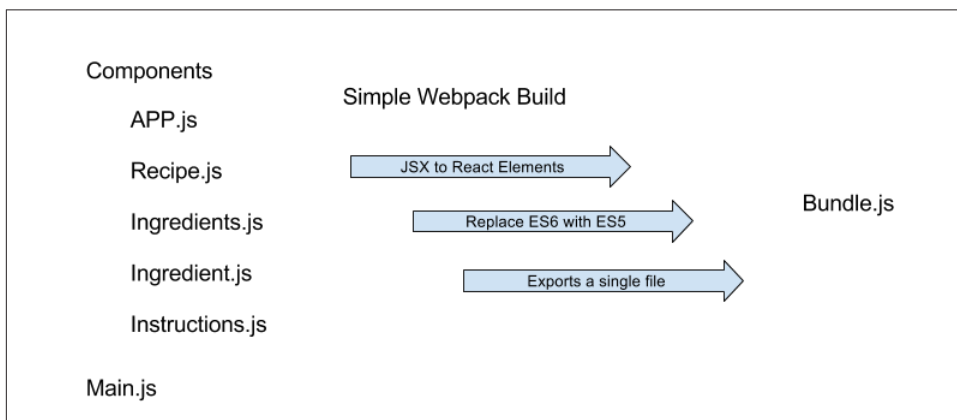 Components
APP.js
Recipe.js
Ingredients.js
Ingredient.js
Instructions.js
Main.js
Simple Webpack Build
JSX to React Elements
Replace ES6 with ES5
Exports a single file
Bundle.js